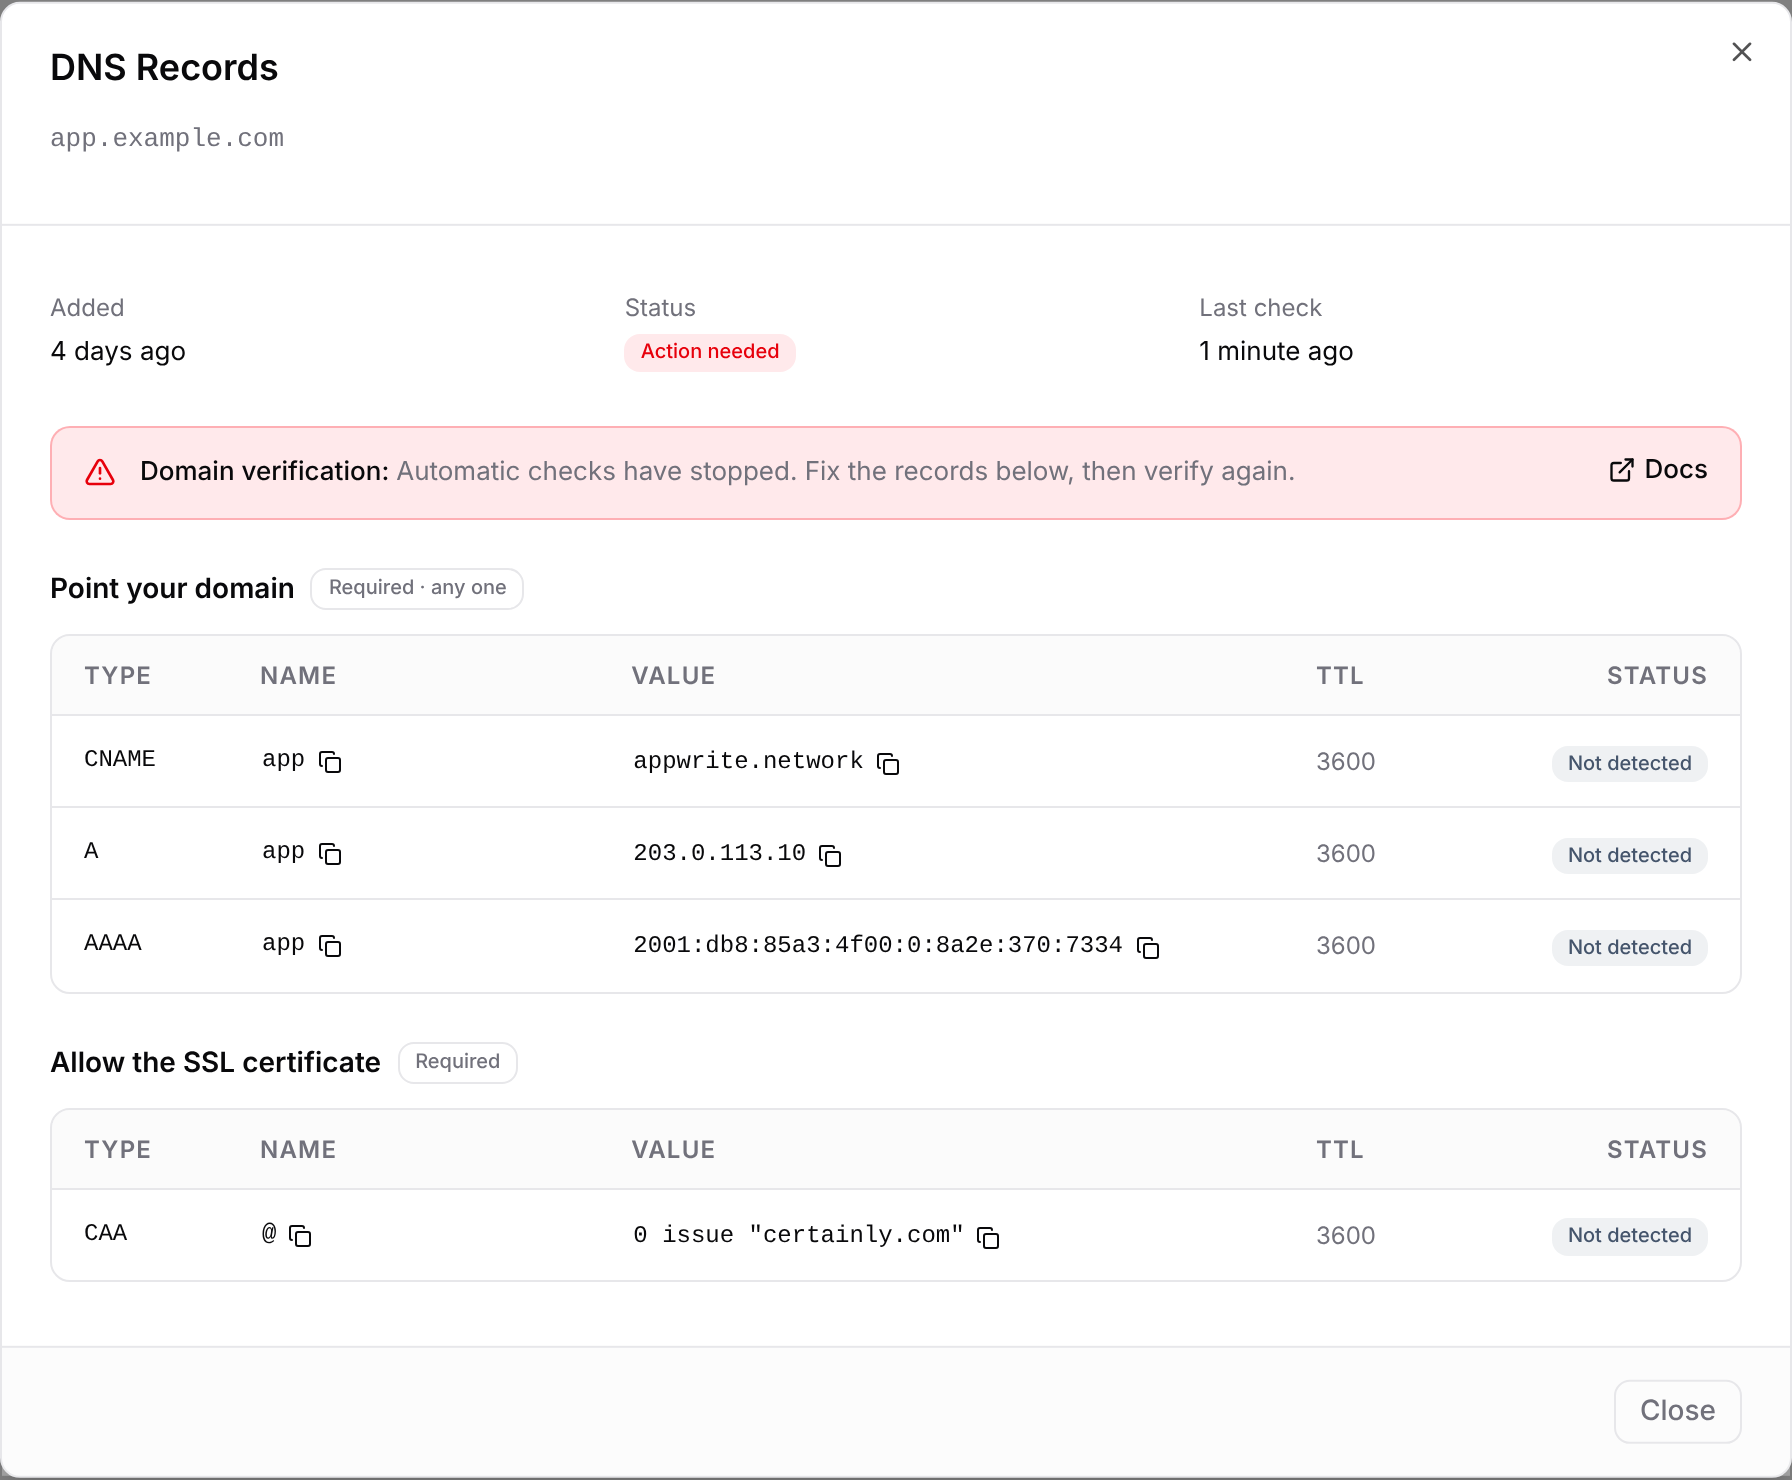 DNS Records
app.example.com
Added Status Last check
4 days ago Action needed 1 minute ago
Domain verification: Automatic checks have stopped. Fix the records below, then verify again. Docs
Point your domain Required · any one
TYPE NAME VALUE TTL STATUS
CNAME app appwrite.network 3600 Not detected
A app 203.0.113.10 3600 Not detected
AAAA app 2001:db8:85a3:4f00:0:8a2e:370:7334 3600 Not detected
Allow the SSL certificate Required
TYPE NAME VALUE TTL STATUS
CAA @ 0 issue "certainly.com" 3600 Not detected
Close